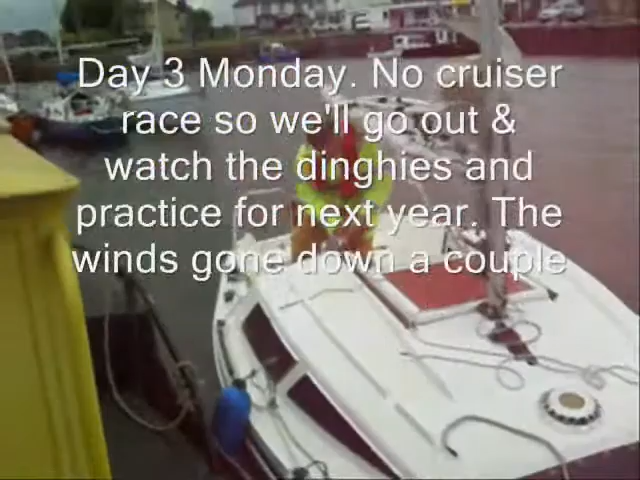 Day 3 Monday. No cruiser
race so we'll go out &
watch the dinghies and
practice for next year. The
winds gone down a couple